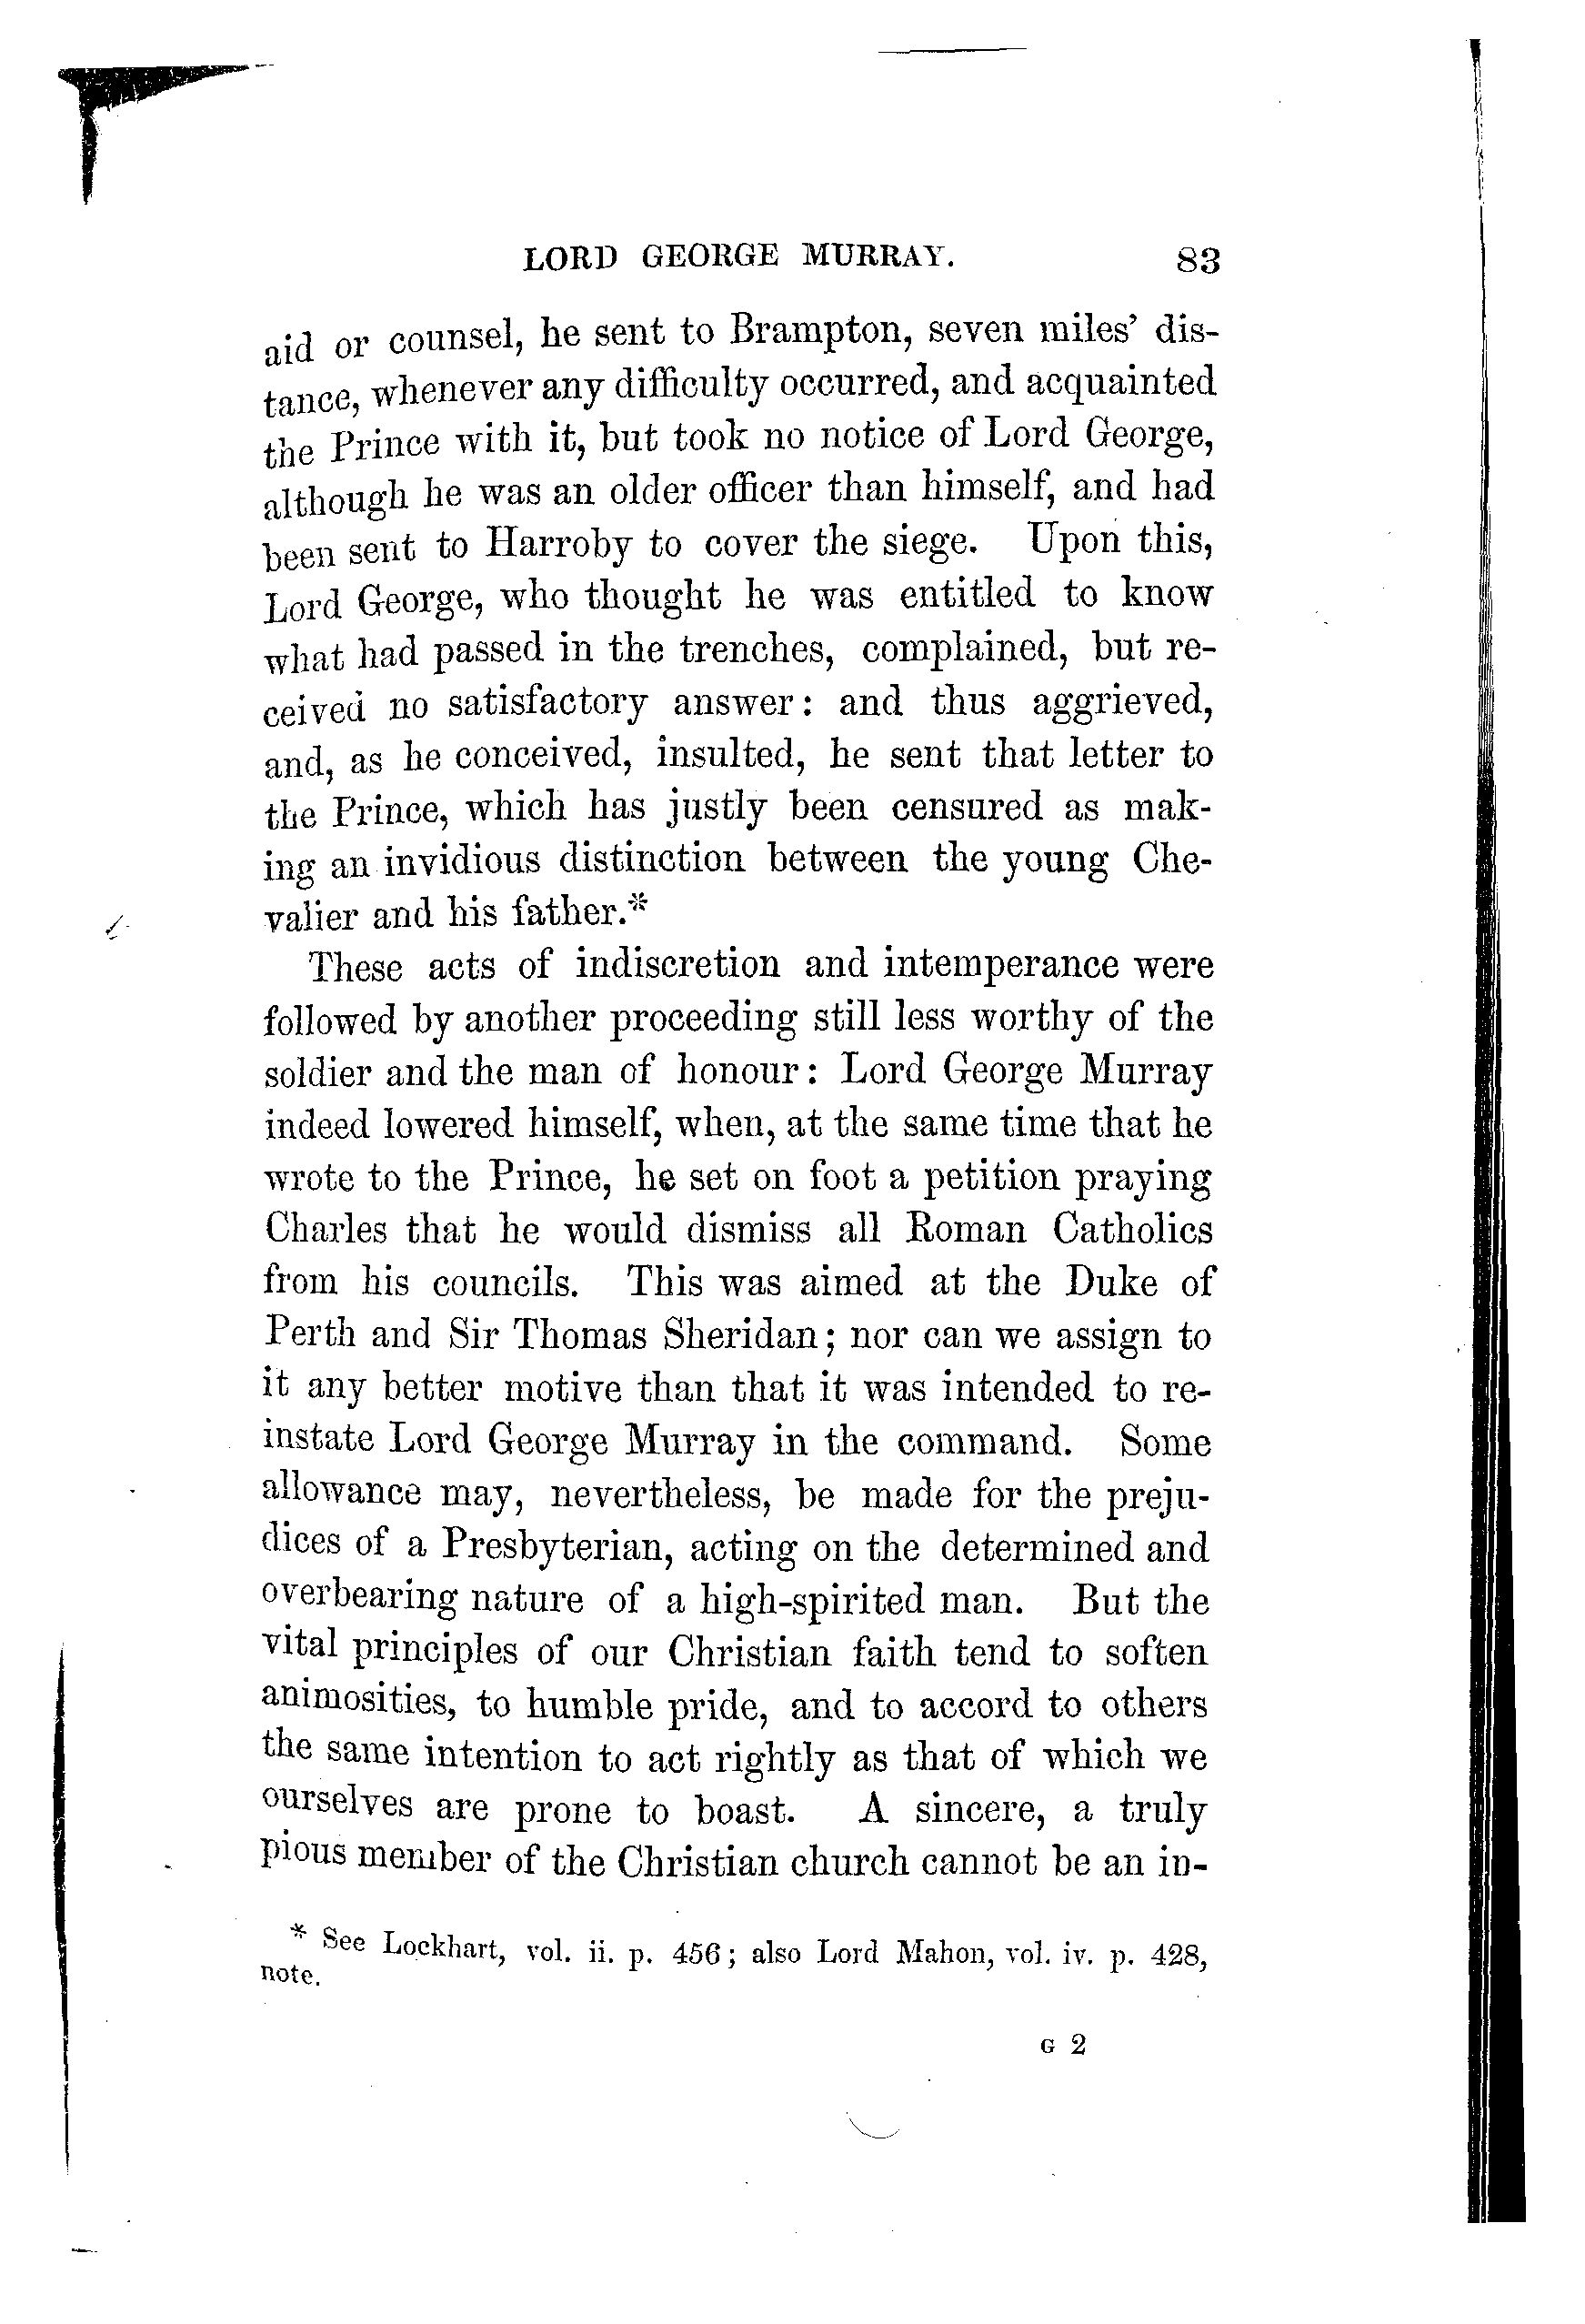 LORD GEORGE MURRAY. 83
aid or counsel, he sent to Brampton, seven miles' dis-
tance, whenever any difficulty occurred, and acquainted
the Prince with it, but took no notice of Lord George,
although he was an older officer than himself, and had
been sent to Harroby to cover the siege. Upon this,
Lord George, who thought he was entitled to know
what had passed in the trenches, complained, but re-
ceived no satisfactory answer: and thus aggrieved,
and, as he conceived, insulted, he sent that letter to
the Prince, which has justly been censured as mak-
ing an invidious distinction between the young Che-
valier and his father.*
These acts of indiscretion and intemperance were
followed by another proceeding still less worthy of the
soldier and the man of honour: Lord George Murray
indeed lowered himself, when, at the same time that he
wrote to the Prince, he set on foot a petition praying
Charles that he would dismiss all Roman Catholics
from his councils. This was aimed at the Duke of
Perth and Sir Thomas Sheridan; nor can we assign to
it any better motive than that it was intended to re-
instate Lord George Murray in the command. Some
allowance may, nevertheless, be made for the preju-
dices of a Presbyterian, acting on the determined and
overbearing nature of a high-spirited man. But the
vital principles of our Christian faith tend to soften
animosities, to humble pride, and to accord to others
the same intention to act rightly as that of which we
ourselves are prone to boast. A sincere, a truly
pious member of the Christian church cannot be an in-
* See Lockhart, vol. ii. p. 456; also Lord Mahon, vol. iv. p. 428,
note.
G 2